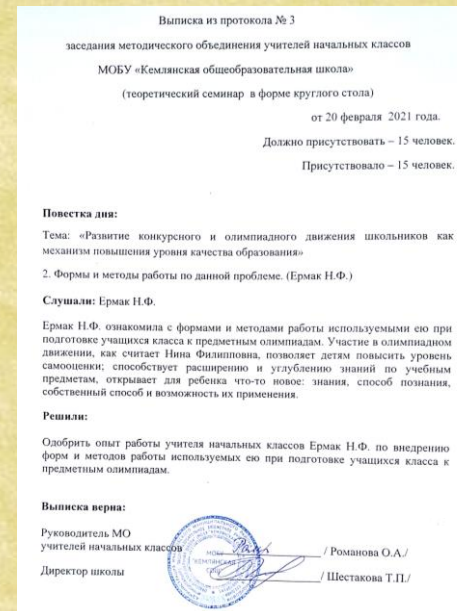 Выписка из протокола № 3
заседания методического объединения учителей начальных классов
МОБУ «Кемлянская общеобразовательная школа»
(теоретический семинар в форме круглого стола)
от 20 февраля 2021 года.
Должно присутствовать – 15 человек.
Присутствовало – 15 человек.
Повестка дня:
Тема: «Развитие конкурсного и олимпиадного движения школьников как
механизм повышения уровня качества образования»
2. Формы и методы работы по данной проблеме. (Ермак Н.Ф.)
Слушали: Ермак Н.Ф.
Ермак Н.Ф. ознакомила с формами и методами работы используемыми ею при
подготовке учащихся класса к предметным олимпиадам. Участие в олимпиадном
движении, как считает Нина Филипповна, позволяет детям повысить уровень
самооценки; способствует расширению и углублению знаний по учебным
предметам, открывает для ребенка что-то новое: знания, способ познания,
собственный способ и возможность их применения.
Решили:
Одобрить опыт работы учителя начальных классов Ермак Н.Ф. по внедрению
форм и методов работы используемых ею при подготовке учащихся класса к
предметным олимпиадам.
Выписка верна:
Руководитель МО
учителей начальных классов / Романова О.А./
Директор школы / Шестакова Т.П./
МОБУ
"КЕМЛЯНСКАЯ